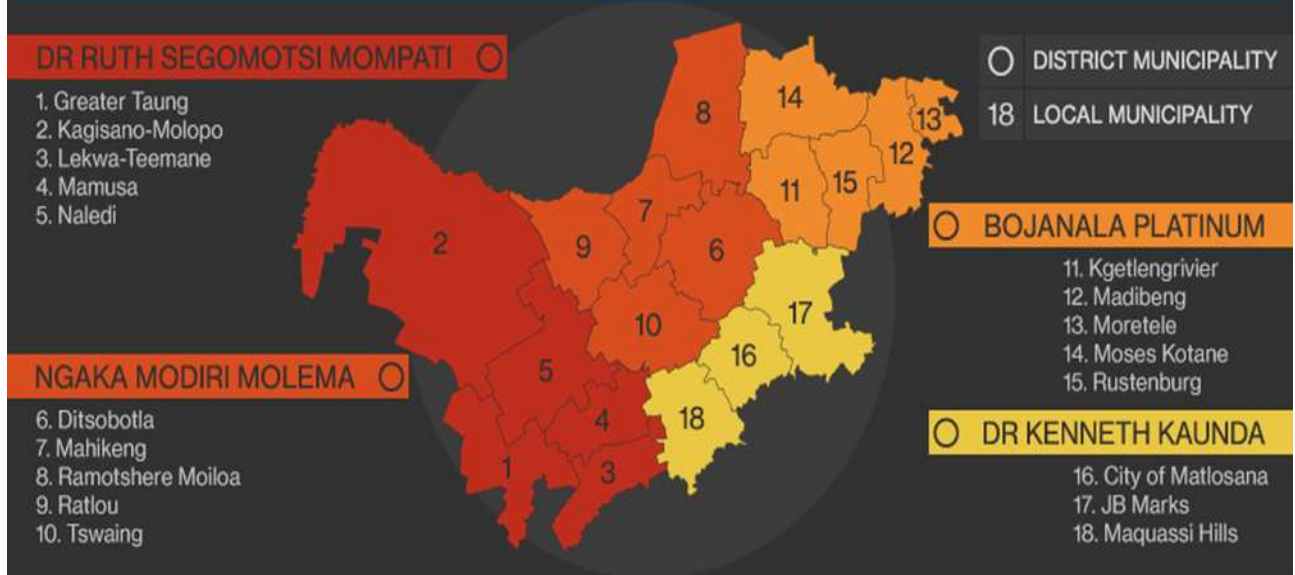 DR RUTH SEGOMOTSI MOMPATI
1. Greater Taung
2. Kagisano-Molopo
3. Lekwa-Teemane
4. Mamusa
5. Naledi
NGAKA MODIRI MOLEMA
6. Ditsobotla
7. Mahikeng
8. Ramotshere Moiloa
9. Ratlou
10. Tswaing
8
14
13
12
11
15
7
2
9
6
17
10
16
5
18
4
1
3
DISTRICT MUNICIPALITY
18 LOCAL MUNICIPALITY
BOJANALA PLATINUM
11. Kgetlengrivier
12. Madibeng
13. Moretele
14. Moses Kotane
15. Rustenburg
DR KENNETH KAUNDA
16. City of Matlosana
17. JB Marks
18. Maquassi Hills